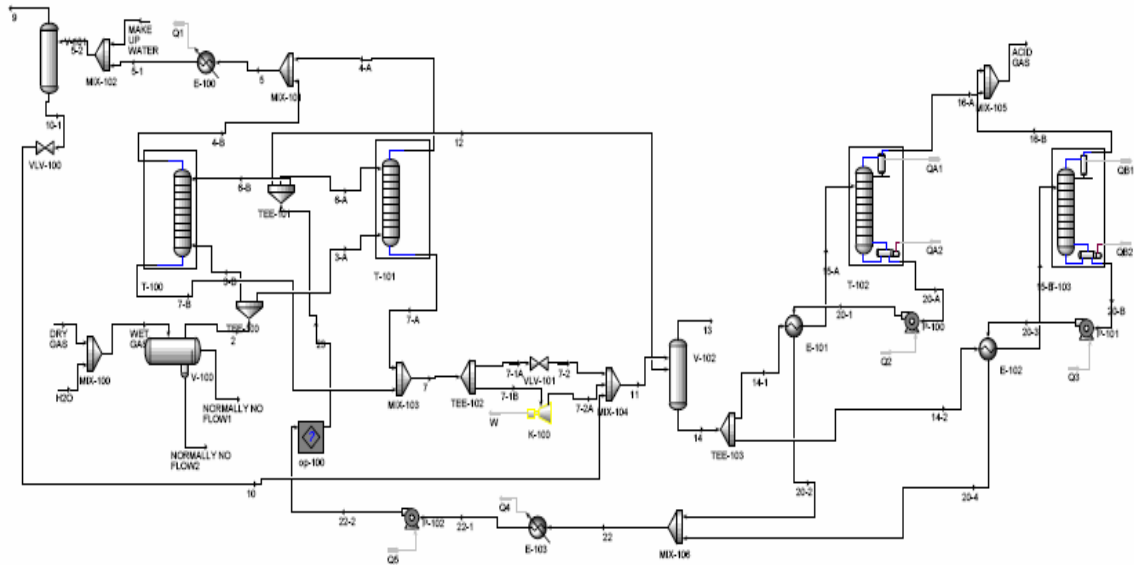 9
MAKE
UP
WATER
5-2
MIX-102
5-1
Q1
E-100
5
MIX-101
4-A
10-1
VLV-100
4-B
12
T-100
6-B
TEE-101
6-A
3-A
T-101
7-B
TEE-100
7-A
DRY
GAS
WET
GAS
2
MIX-100
H2O
V-100
NORMALLY NO
FLOW1
NORMALLY NO
FLOW2
?
op-100
MIX-103
7
TEE-102
7-1A
VLV-101
7-2
7-1B
7-2A
W
K-100
MIX-104
11
13
V-102
14
TEE-103
14-1
14-2
ACID
GAS
16-A
MIX-105
16-B
QA1
QA2
T-102
20-A
20-1
P-100
E-101
Q2
QB1
QB2
T-103
20-B
20-3
P-101
E-102
Q3
10
20-2
20-4
22-2
P-102
Q5
22-1
Q4
E-103
22
MIX-106